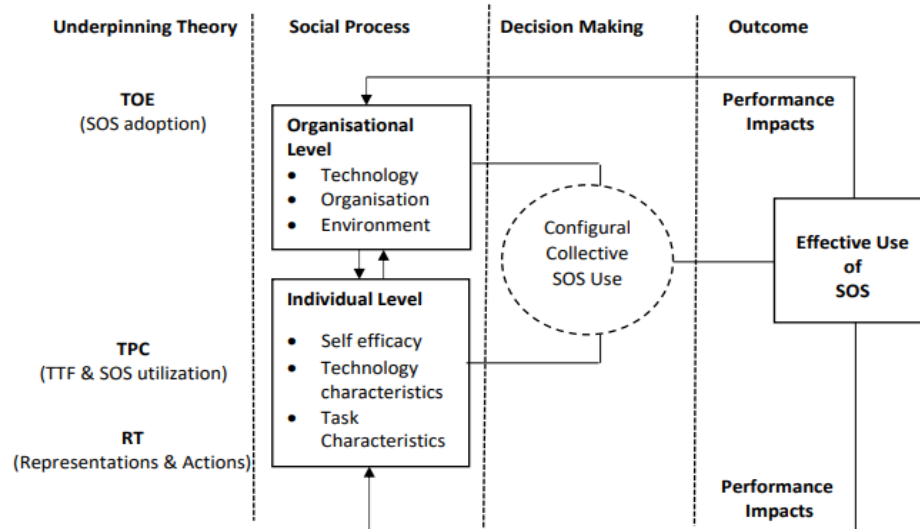 Underpinning Theory
Social Process
Decision Making
Outcome
TOE
(SOS adoption)
Organisational
Level
• Technology
• Organisation
• Environment
Individual Level
• Self efficacy
• Technology
characteristics
• Task
Characteristics
TPC
(TTF & SOS utilization)
RT
(Representations & Actions)
Configural
Collective
SOS Use
Performance
Impacts
Effective Use
of
SOS
Performance
Impacts